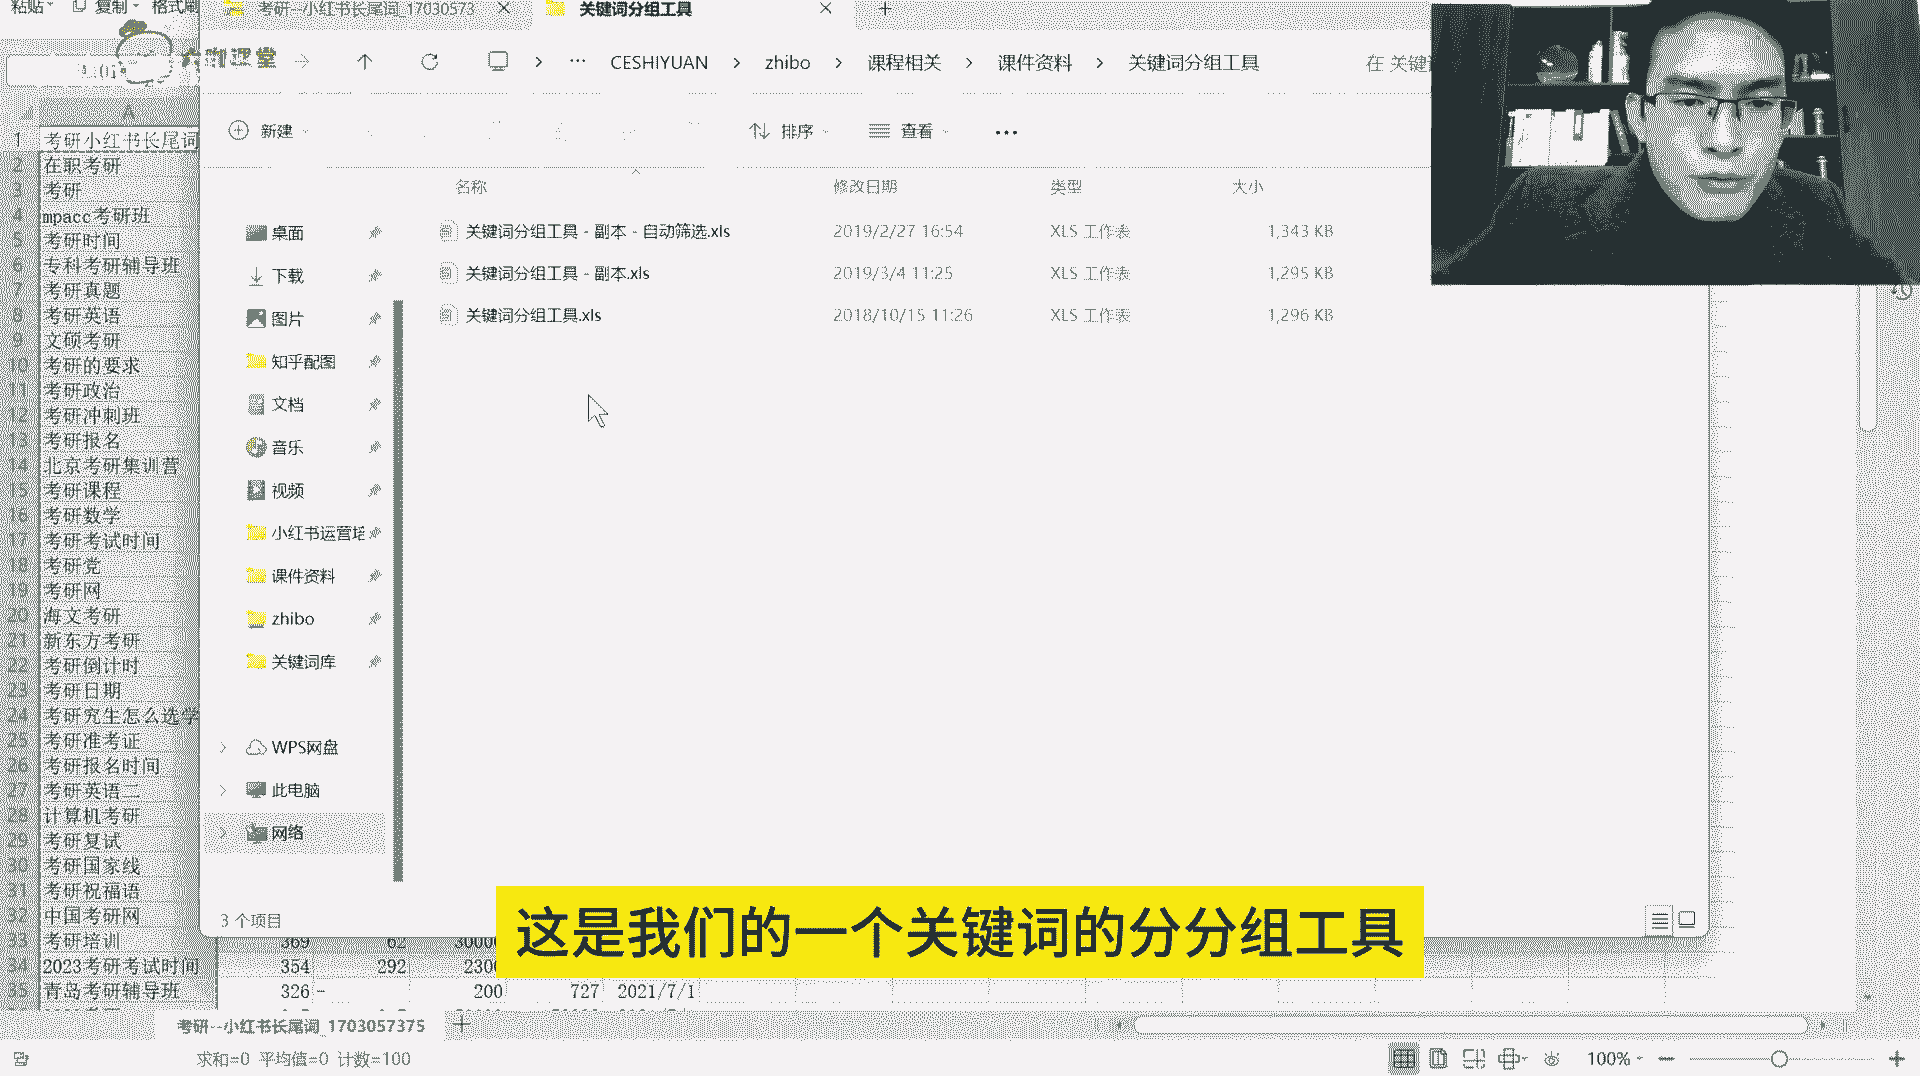 粘贴 复制 格式刷
考研--小红书长尾词_17030573
关键词分组工具
大咖课堂
CESHIYUAN
zhibo
课程相关
课件资料
关键词分组工具
在 关键词
新建
排序
查看
名称
修改日期
类型
大小
关键词分组工具 - 副本 - 自动筛选.xls 2019/2/27 16:54 XLS 工作表 1,343 KB
关键词分组工具 - 副本.xls 2019/3/4 11:25 XLS 工作表 1,295 KB
关键词分组工具.xls 2018/10/15 11:26 XLS 工作表 1,296 KB
桌面
下载
图片
知乎配图
文档
音乐
视频
小红书运营培
课件资料
zhibo
关键词库
WPS网盘
此电脑
网络
3 个项目
A
1 考研小红书长尾词
2 在职考研
3 考研
4 mpacc考研班
5 考研时间
6 专科考研辅导班
7 考研真题
8 考研英语
9 文硕考研
10 考研的要求
11 考研政治
12 考研冲刺班
13 考研报名
14 北京考研集训营
15 考研课程
16 考研数学
17 考研考试时间
18 考研党
19 考研网
20 海文考研
21 新东方考研
22 考研倒计时
23 考研日期
24 考研究生怎么选学
25 考研准考证
26 考研报名时间
27 考研英语二
28 计算机考研
29 考研复试
30 考研国家线
31 考研祝福语
32 中国考研网
33 考研培训 369 62 30000
34 2023考研考试时间 354 292 2300
35 青岛考研辅导班 326 - 200 727 2021/7/1
这是我们的一个关键词的分分组工具
考研--小红书长尾词_1703057375
求和=0 平均值=0 计数=100
100%